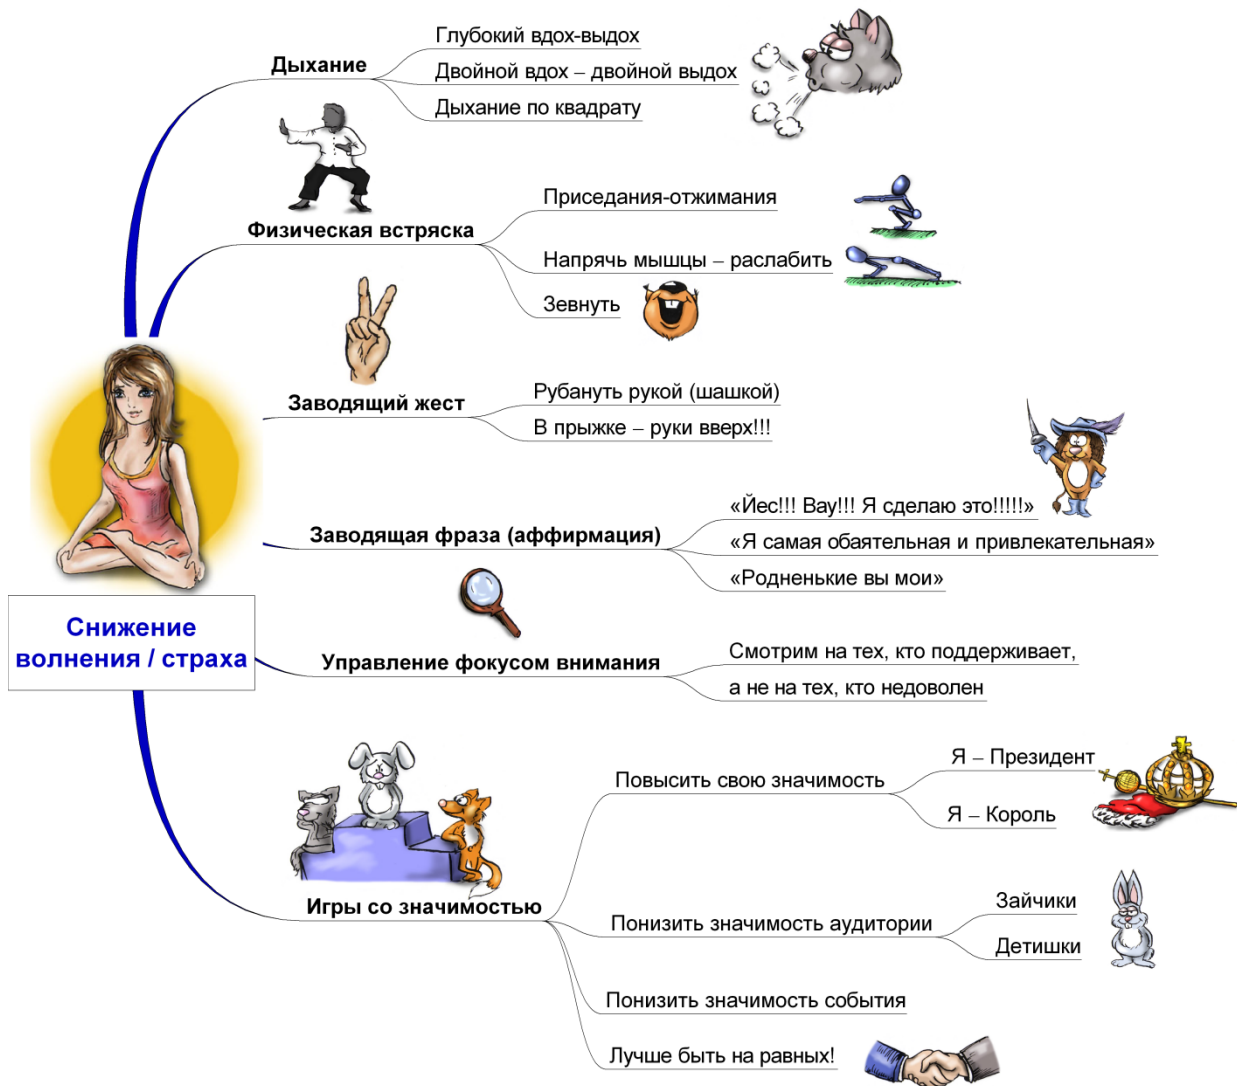 Снижение
волнения / страха
Дыхание
Глубокий вдох-выдох
Двойной вдох – двойной выдох
Дыхание по квадрату
Физическая встряска
Приседания-отжимания
Напрячь мышцы – раслабить
Зевнуть
Заводящий жест
Рубануть рукой (шашкой)
В прыжке – руки вверх!!!
Заводящая фраза (аффирмация)
«Йес!!! Вау!!! Я сделаю это!!!!!»
«Я самая обаятельная и привлекательная»
«Родненькие вы мои»
Управление фокусом внимания
Смотрим на тех, кто поддерживает,
а не на тех, кто недоволен
Игры со значимостью
Повысить свою значимость
Я – Президент
Я – Король
Понизить значимость аудитории
Зайчики
Детишки
Понизить значимость события
Лучше быть на равных!